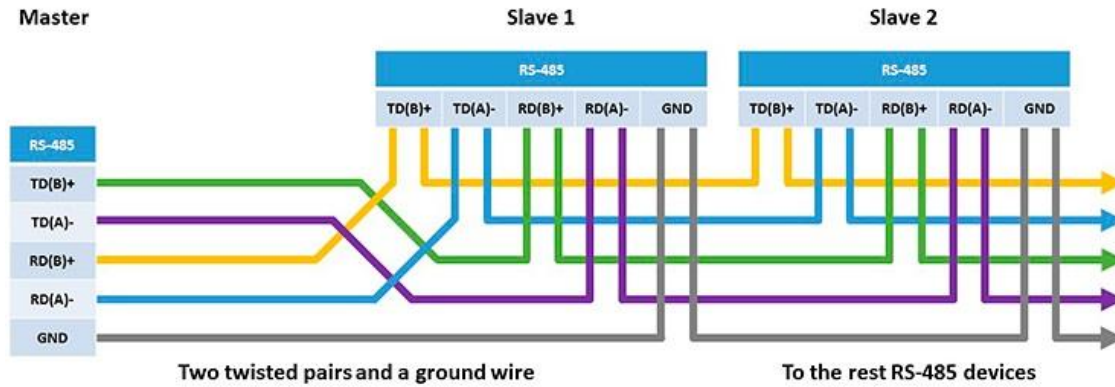 Master
Slave 1
Slave 2
RS-485
RS-485
TD(B)+ TD(A)- RD(B)+ RD(A)- GND
TD(B)+ TD(A)- RD(B)+ RD(A)- GND
RS-485
TD(B)+
TD(A)-
RD(B)+
RD(A)-
GND
Two twisted pairs and a ground wire
To the rest RS-485 devices